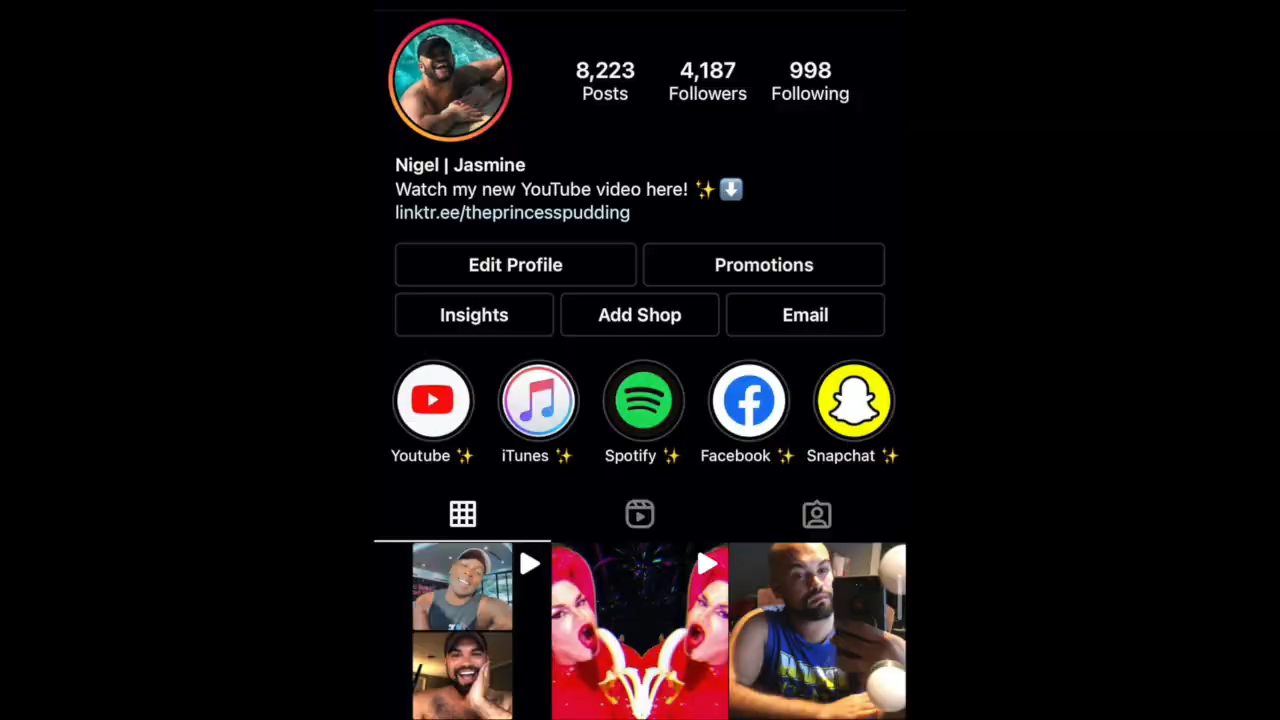 8,223 4,187 998
Posts Followers Following
Nigel | Jasmine
Watch my new YouTube video here! ✨⬇️
linktr.ee/theprincesspudding
Edit Profile Promotions
Insights Add Shop Email
Youtube ✨ iTunes ✨ Spotify ✨ Facebook ✨ Snapchat ✨